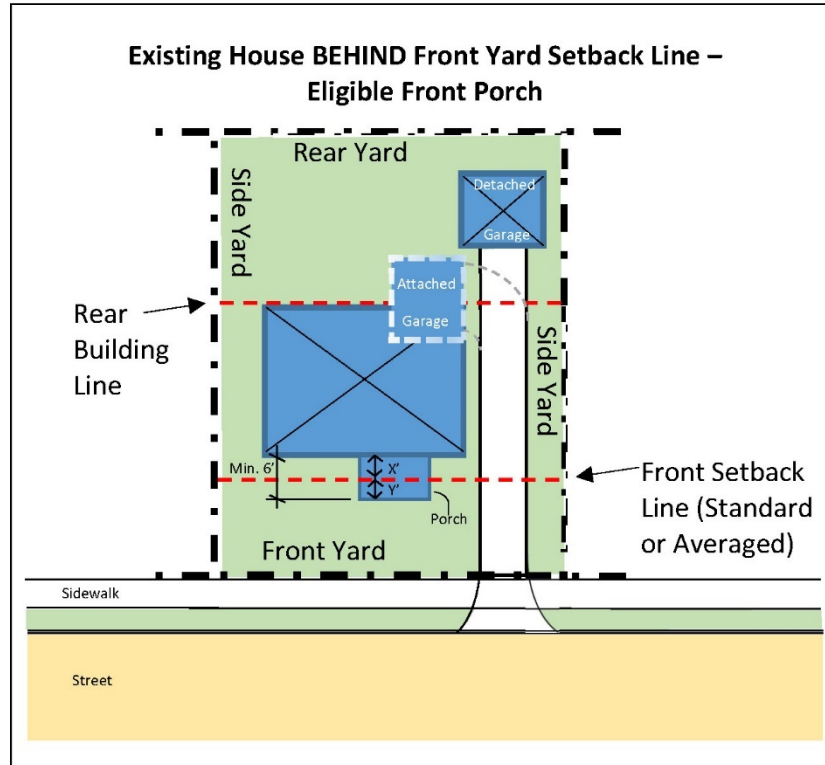 Existing House BEHIND Front Yard Setback Line –
Eligible Front Porch
Rear Yard
Side Yard
Detached
Garage
Attached
Garage
Rear
Building
Line
Side Yard
Min. 6'
X'
Y'
Porch
Front Setback
Line (Standard
or Averaged)
Front Yard
Sidewalk
Street